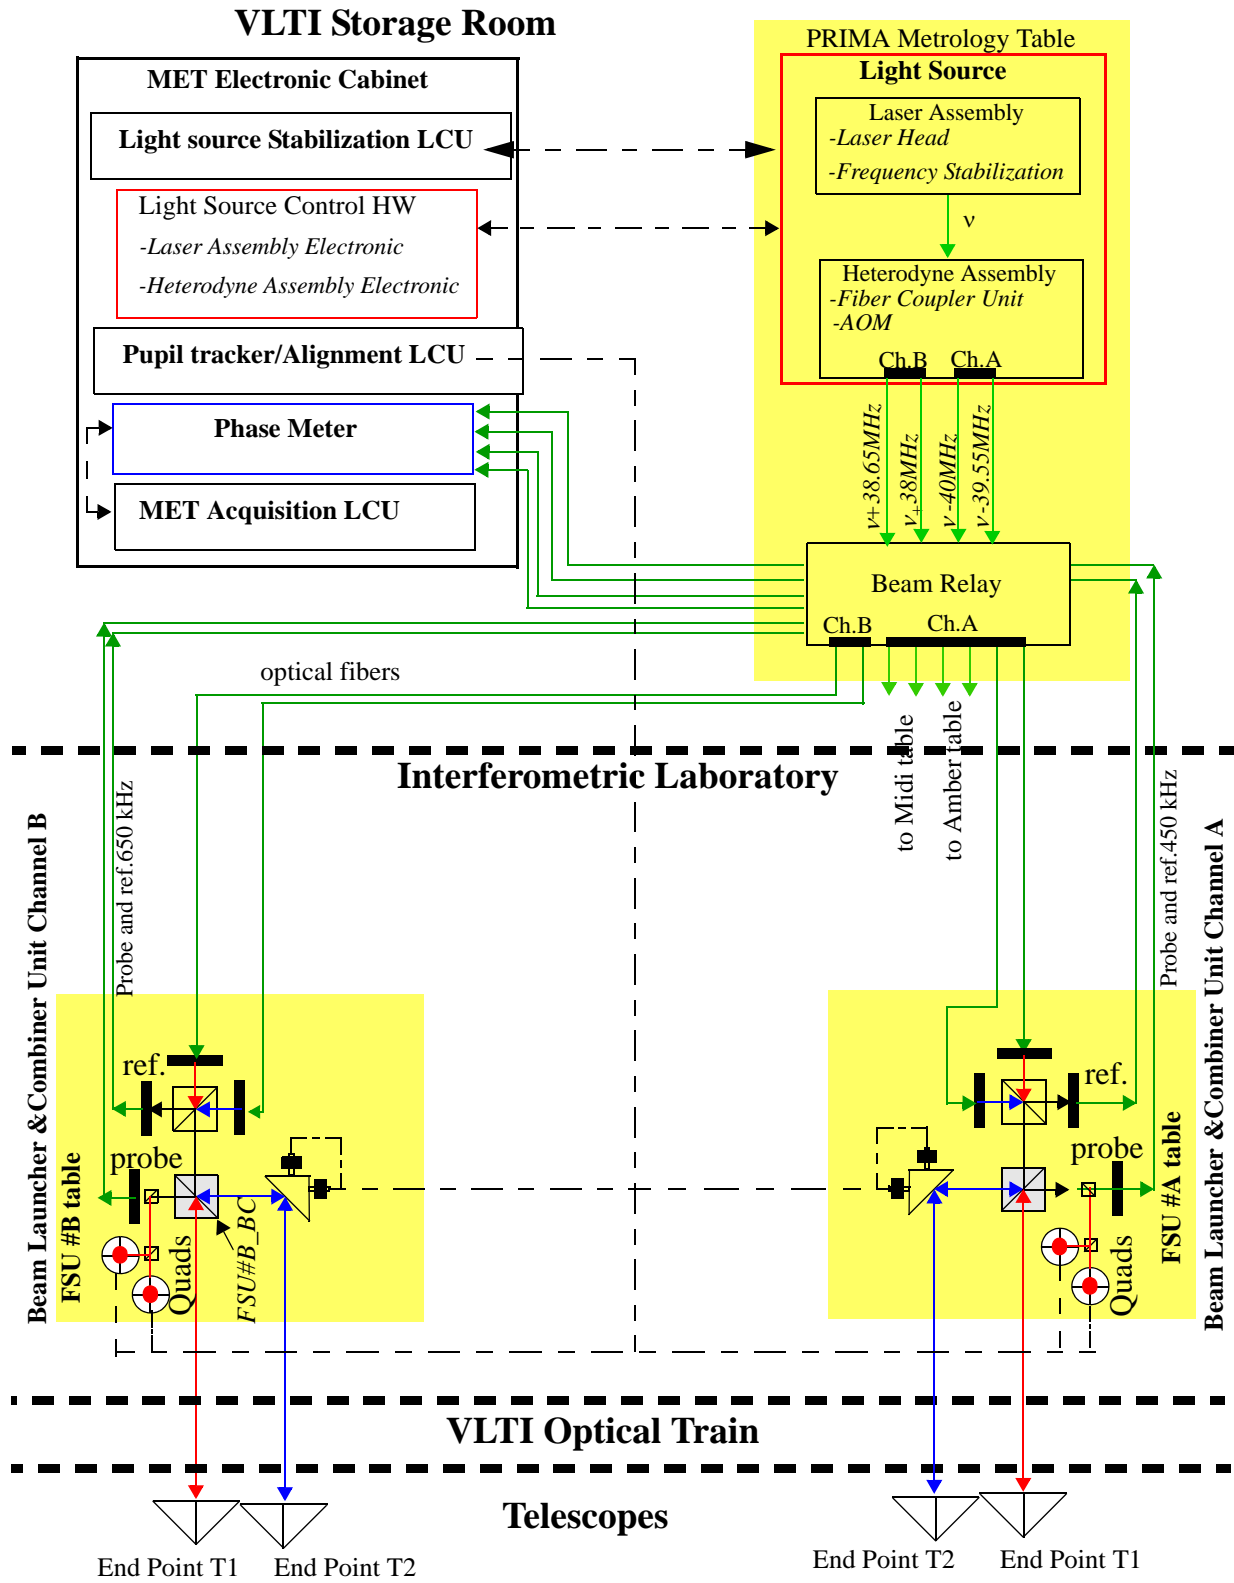 VLTI Storage Room
PRIMA Metrology Table
MET Electronic Cabinet
Light Source
Light source Stabilization LCU
Laser Assembly
-Laser Head
-Frequency Stabilization
Light Source Control HW
-Laser Assembly Electronic
-Heterodyne Assembly Electronic
ν
Heterodyne Assembly
-Fiber Coupler Unit
-AOM
Ch.B
Ch.A
Pupil tracker/Alignment LCU
Phase Meter
MET Acquisition LCU
ν+38.65MHz
ν+38MHz
ν-40MHz
ν-39.55MHz
Beam Relay
Ch.B
Ch.A
optical fibers
to Midi table
to Amber table
Interferometric Laboratory
Beam Launcher &Combiner Unit Channel B
Probe and ref.650 kHz
Probe and ref.450 kHz
Beam Launcher &Combiner Unit Channel A
FSU #B table
ref.
probe
Quads
FSU#B_BC
ref.
probe
Quads
FSU #A table
VLTI Optical Train
Telescopes
End Point T1
End Point T2
End Point T2
End Point T1